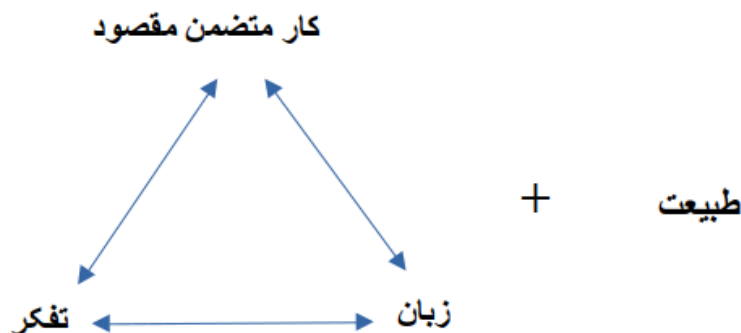 کار متضمن مقصود
طبیعت
+
زبان
تفکر